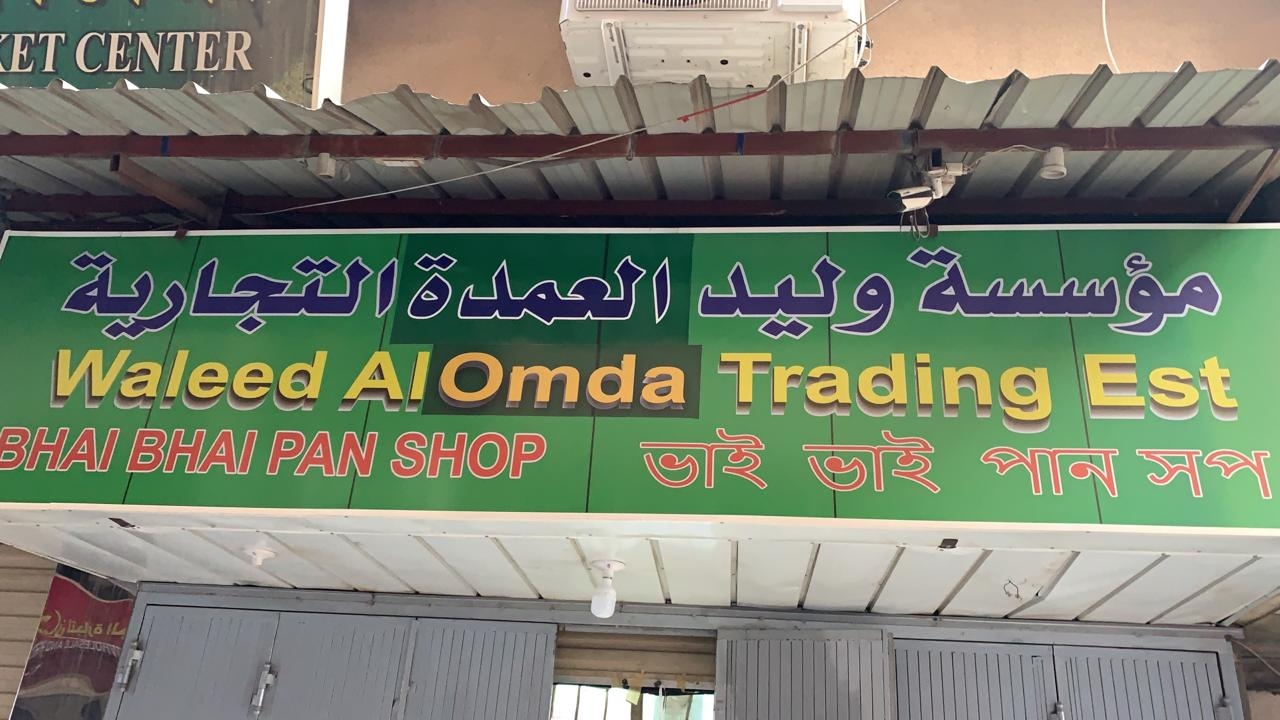 KET CENTER
مؤسسة وليد العمدة التجارية
Waleed Al Omda Trading Est
BHAI BHAI PAN SHOP ভাই ভাই পান সপ